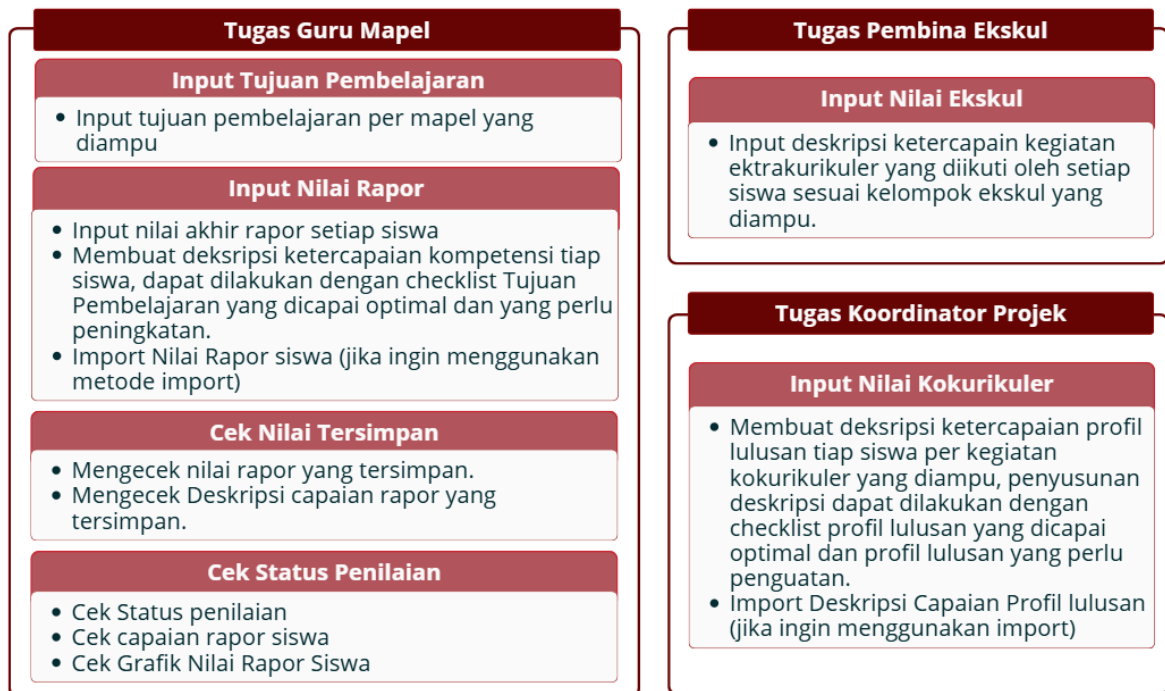 Tugas Guru Mapel
Input Tujuan Pembelajaran
• Input tujuan pembelajaran per mapel yang
diampu
Input Nilai Rapor
• Input nilai akhir rapor setiap siswa
• Membuat deksripsi ketercapaian kompetensi tiap
siswa, dapat dilakukan dengan checklist Tujuan
Pembelajaran yang dicapai optimal dan yang perlu
peningkatan.
• Import Nilai Rapor siswa (jika ingin menggunakan
metode import)
Cek Nilai Tersimpan
• Mengecek nilai rapor yang tersimpan.
• Mengecek Deskripsi capaian rapor yang
tersimpan.
Cek Status Penilaian
• Cek Status penilaian
• Cek capaian rapor siswa
• Cek Grafik Nilai Rapor Siswa
Tugas Pembina Ekskul
Input Nilai Ekskul
• Input deskripsi ketercapain kegiatan
ektrakurikuler yang diikuti oleh setiap
siswa sesuai kelompok ekskul yang
diampu.
Tugas Koordinator Projek
Input Nilai Kokurikuler
• Membuat deksripsi ketercapaian profil
lulusan tiap siswa per kegiatan
kokurikuler yang diampu, penyusunan
deskripsi dapat dilakukan dengan
checklist profil lulusan yang dicapai
optimal dan profil lulusan yang perlu
penguatan.
• Import Deskripsi Capaian Profil lulusan
(jika ingin menggunakan import)